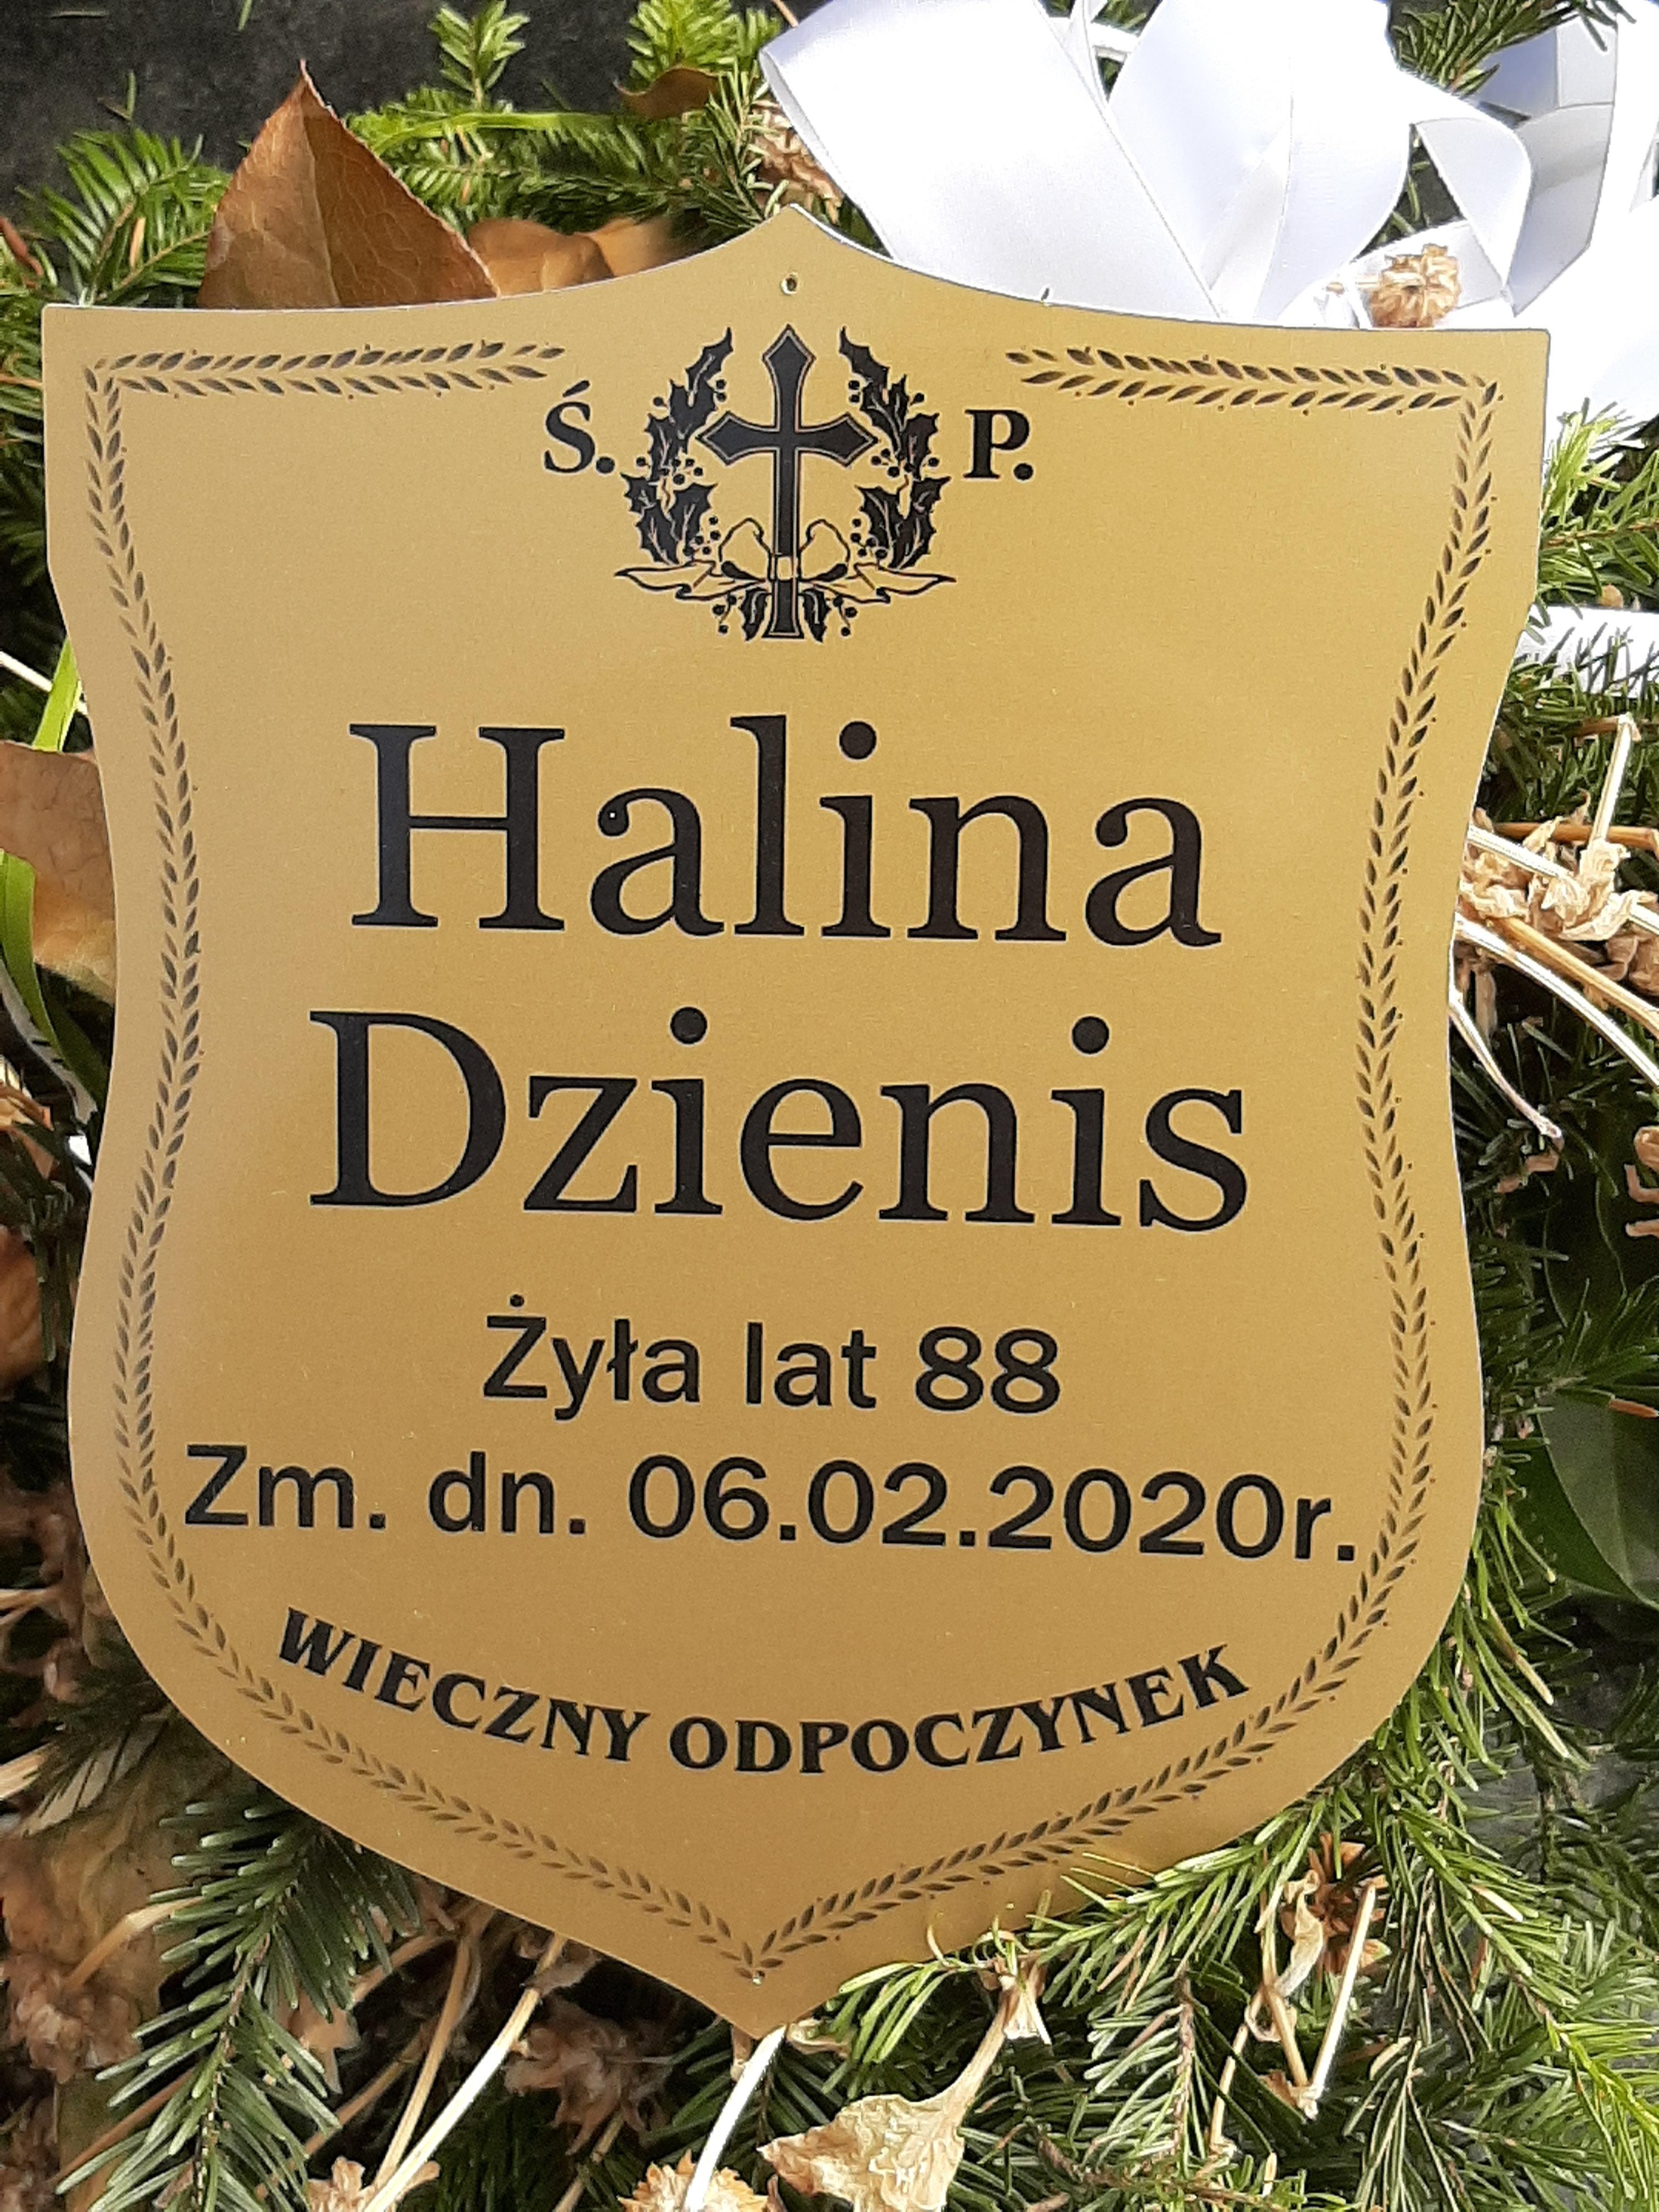 Ś. P.
Halina
Dzienis
Żyła lat 88
Zm. dn. 06.02.2020r.
WIECZNY ODPOCZYNEK